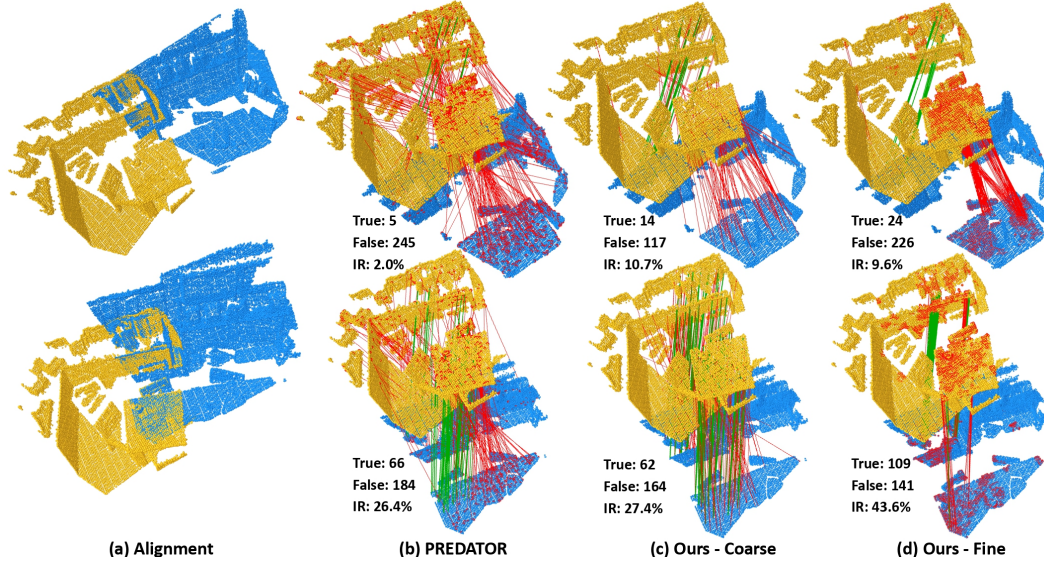 True: 5
False: 245
IR: 2.0%
True: 14
False: 117
IR: 10.7%
True: 24
False: 226
IR: 9.6%
True: 66
False: 184
IR: 26.4%
True: 62
False: 164
IR: 27.4%
True: 109
False: 141
IR: 43.6%
(a) Alignment
(b) PREDATOR
(c) Ours - Coarse
(d) Ours - Fine